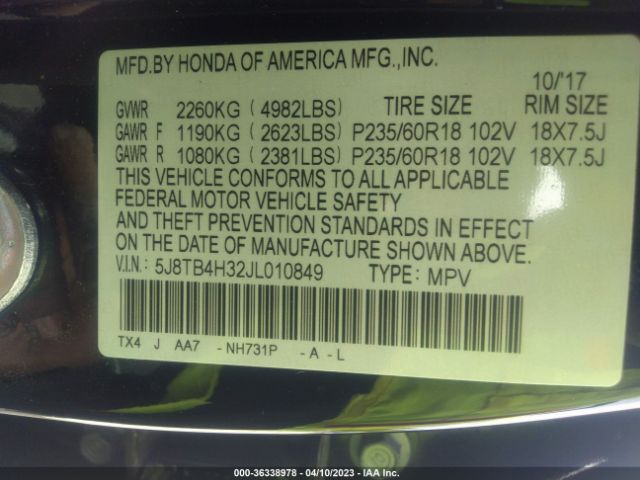 MFD.BY HONDA OF AMERICA MFG.,INC.
10/'17
GVWR 2260KG ( 4982LBS) TIRE SIZE RIM SIZE
GAWR F 1190KG ( 2623LBS) P235/60R18 102V 18X7.5J
GAWR R 1080KG ( 2381LBS) P235/60R18 102V 18X7.5J
THIS VEHICLE CONFORMS TO ALL APPLICABLE
FEDERAL MOTOR VEHICLE SAFETY
AND THEFT PREVENTION STANDARDS IN EFFECT
ON THE DATE OF MANUFACTURE SHOWN ABOVE.
V.I.N.: 5J8TB4H32JL010849 TYPE: MPV
TX4 J AA7 -NH731P -A-L
000-36338978 - 04/10/2023 - IAA Inc.